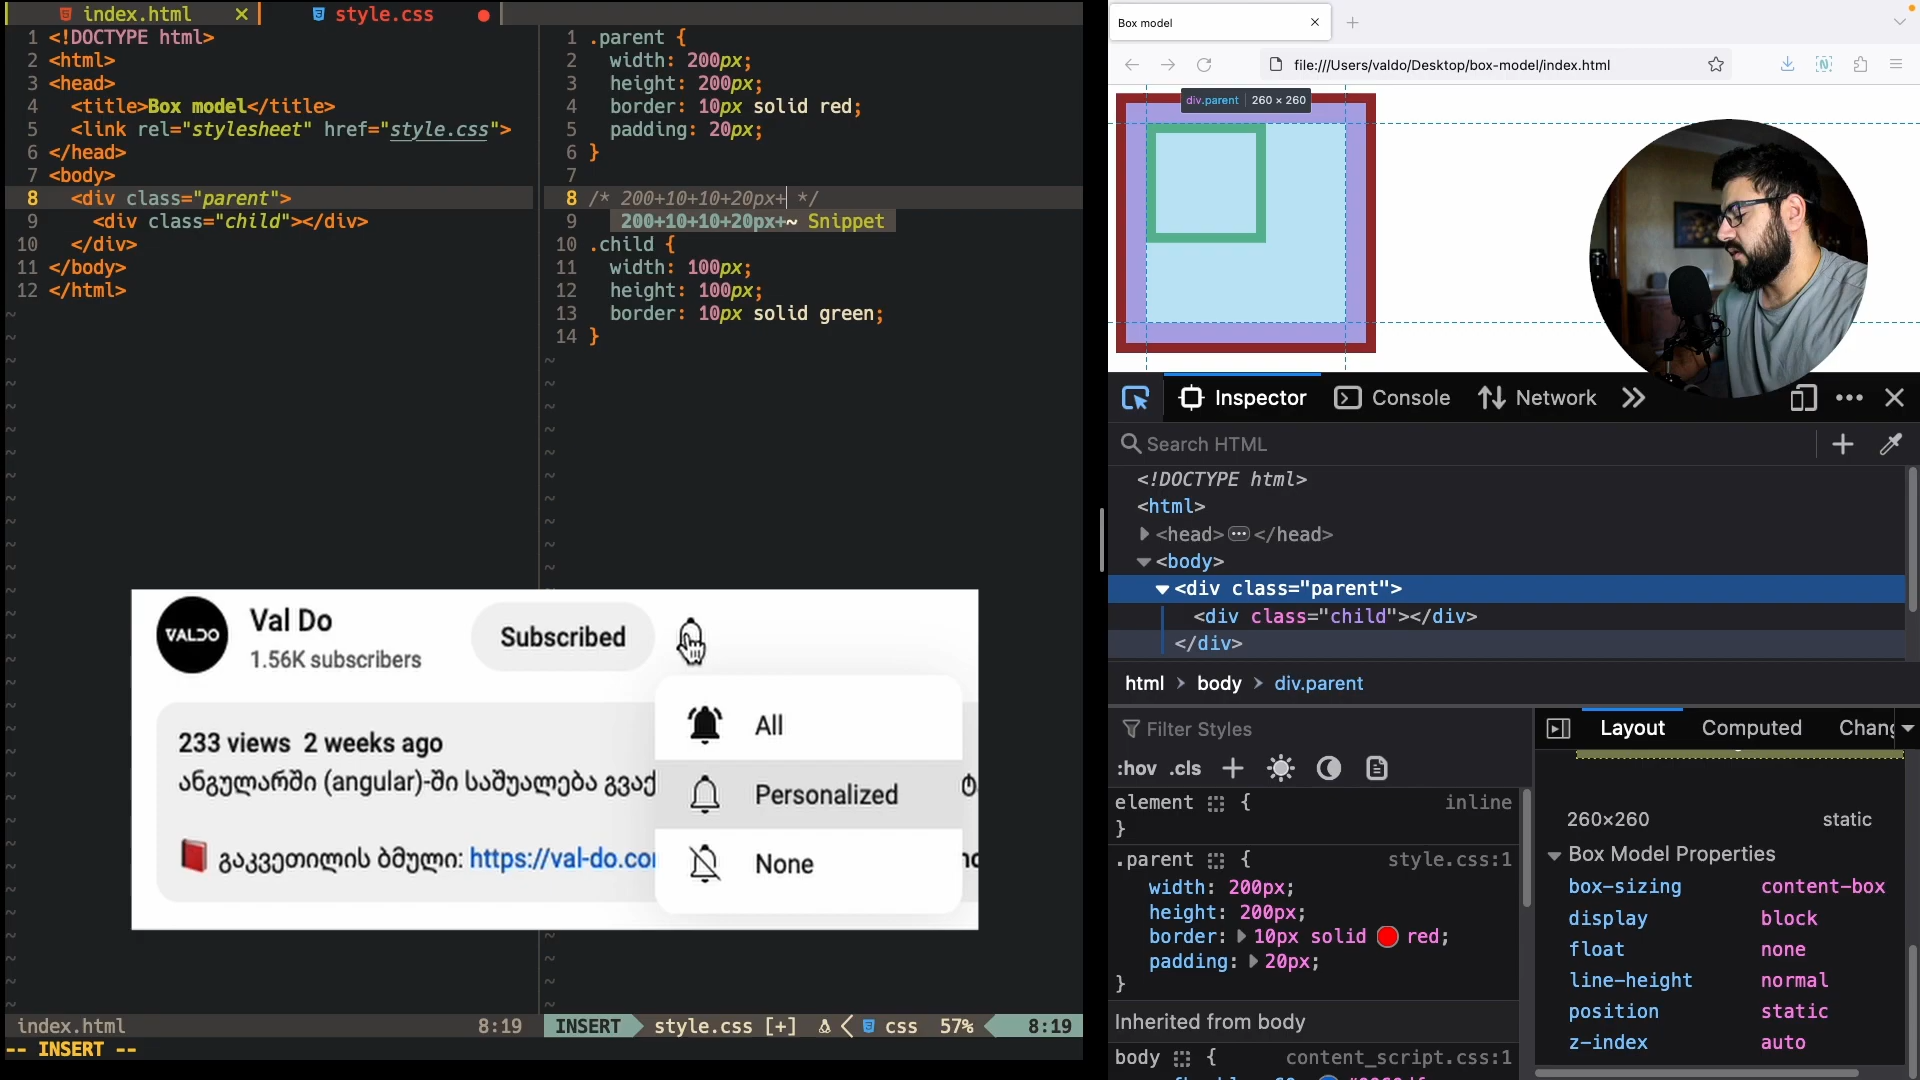 index.html
style.css
1 <!DOCTYPE html>
2 <html>
3 <head>
4 <title>Box model</title>
5 <link rel="stylesheet" href="style.css">
6 </head>
7 <body>
8 <div class="parent">
9 <div class="child"></div>
10 </div>
11 </body>
12 </html>
1 .parent {
2 width: 200px;
3 height: 200px;
4 border: 10px solid red;
5 padding: 20px;
6 }
7
8 /* 200+10+10+20px+ */
9 200+10+10+20px+~ Snippet
10 .child {
11 width: 100px;
12 height: 100px;
13 border: 10px solid green;
14 }
VALDO
Val Do
1.56K subscribers
Subscribed
All
Personalized
None
233 views 2 weeks ago
ანგულარში (angular)-ში საშუალება გვაქ
გაკვეთილის ბმული: https://val-do.co
index.html 8:19
INSERT style.css [+] css 57% 8:19
-- INSERT --
Box model
file:///Users/valdo/Desktop/box-model/index.html
div.parent 260 × 260
Inspector
Console
Network
Search HTML
<!DOCTYPE html>
<html>
<head> ••• </head>
<body>
<div class="parent">
<div class="child"></div>
</div>
html > body > div.parent
Filter Styles
:hov .cls +
element { inline
}
.parent { style.css:1
width: 200px;
height: 200px;
border: 10px solid red;
padding: 20px;
}
Inherited from body
body { content_script.css:1
Layout
Computed
Chang
260×260 static
Box Model Properties
box-sizing content-box
display block
float none
line-height normal
position static
z-index auto